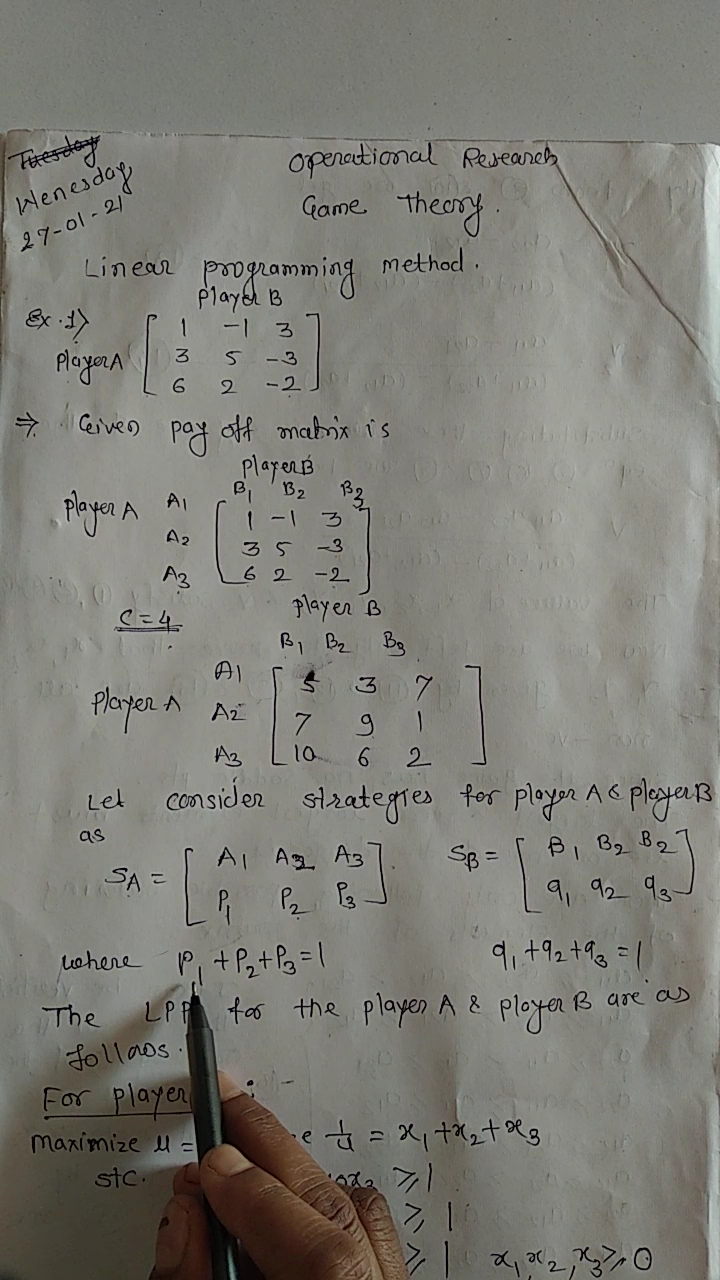 Tuesday
Wenesday
27-01-21
Operational Research
Game Theory.
Linear programming method.
Player B
Ex.1)
Player A [ 1 -1 3
3 5 -3
6 2 -2 ]
⇒ Given pay off matrix is
Player B
B1 B2 B3
Player A A1 [ 1 -1 3
A2 3 5 -3
A3 6 2 -2 ]
C=4.
Player B
B1 B2 B3
A1 [ 5 3 7
Player A A2 7 9 1
A3 10 6 2 ]
Let consider strategies for player A & player B
as
SA = [ A1 A2 A3
P1 P2 P3 ].
SB = [ B1 B2 B2
q1 q2 q3 ]
where P1+P2+P3=1 q1+q2+q3=1
The LPP for the player A & player B are as
follaos.
For player :-
Maximize u = e 1/u = x1+x2+x3
stc. ≥1
≥ 1
≥ 1 x1,x2,x3≥0